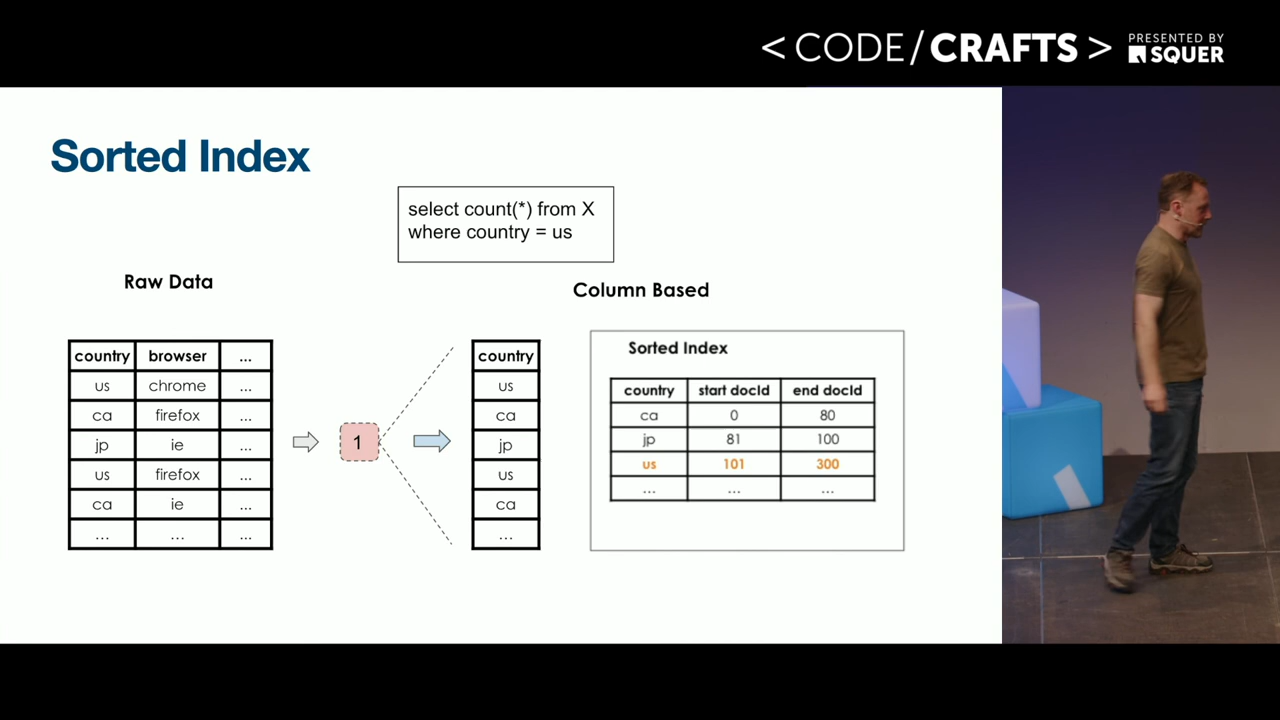 < CODE/CRAFTS >
PRESENTED BY
SQUER
Sorted Index
select count(*) from X
where country = us
Raw Data
Column Based
country browser ...
us chrome ...
ca firefox ...
jp ie ...
us firefox ...
ca ie ...
... ... ...
1
country
us
ca
jp
us
ca
...
Sorted Index
country start docId end docId
ca 0 80
jp 81 100
us 101 300
... ... ...